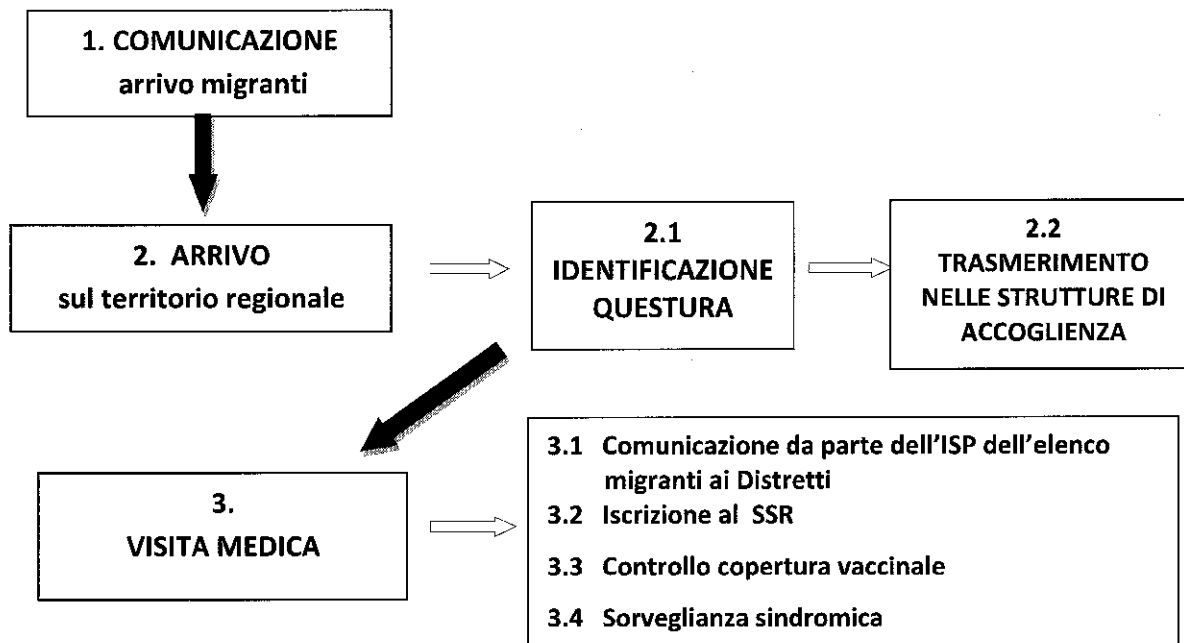 1. COMUNICAZIONE
arrivo migranti
2. ARRIVO
sul territorio regionale
2.1
IDENTIFICAZIONE
QUESTURA
2.2
TRASMERIMENTO
NELLE STRUTTURE DI
ACCOGLIENZA
3.
VISITA MEDICA
3.1 Comunicazione da parte dell'ISP dell'elenco
migranti ai Distretti
3.2 Iscrizione al SSR
3.3 Controllo copertura vaccinale
3.4 Sorveglianza sindromica